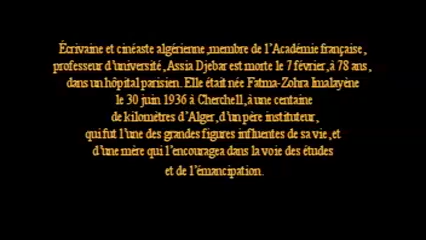 Écrivaine et cinéaste algérienne, membre de l'Académie française,
professeur d'université, Assia Djebar est morte le 7 février, à 78 ans,
dans un hôpital parisien. Elle était née Fatma-Zohra Imalayène
le 30 juin 1936 à Cherchell, à une centaine
de kilomètres d'Alger, d'un père instituteur,
qui fut l'une des grandes figures influentes de sa vie, et
d'une mère qui l'encouragea dans la voie des études
et de l'émancipation.